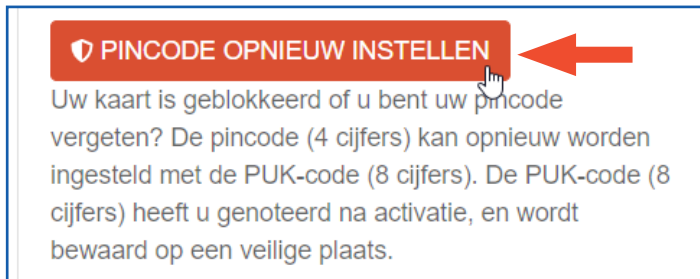 PINCODE OPNIEUW INSTELLEN
Uw kaart is geblokkeerd of u bent uw pincode
vergeten? De pincode (4 cijfers) kan opnieuw worden
ingesteld met de PUK-code (8 cijfers). De PUK-code (8
cijfers) heeft u genoteerd na activatie, en wordt
bewaard op een veilige plaats.